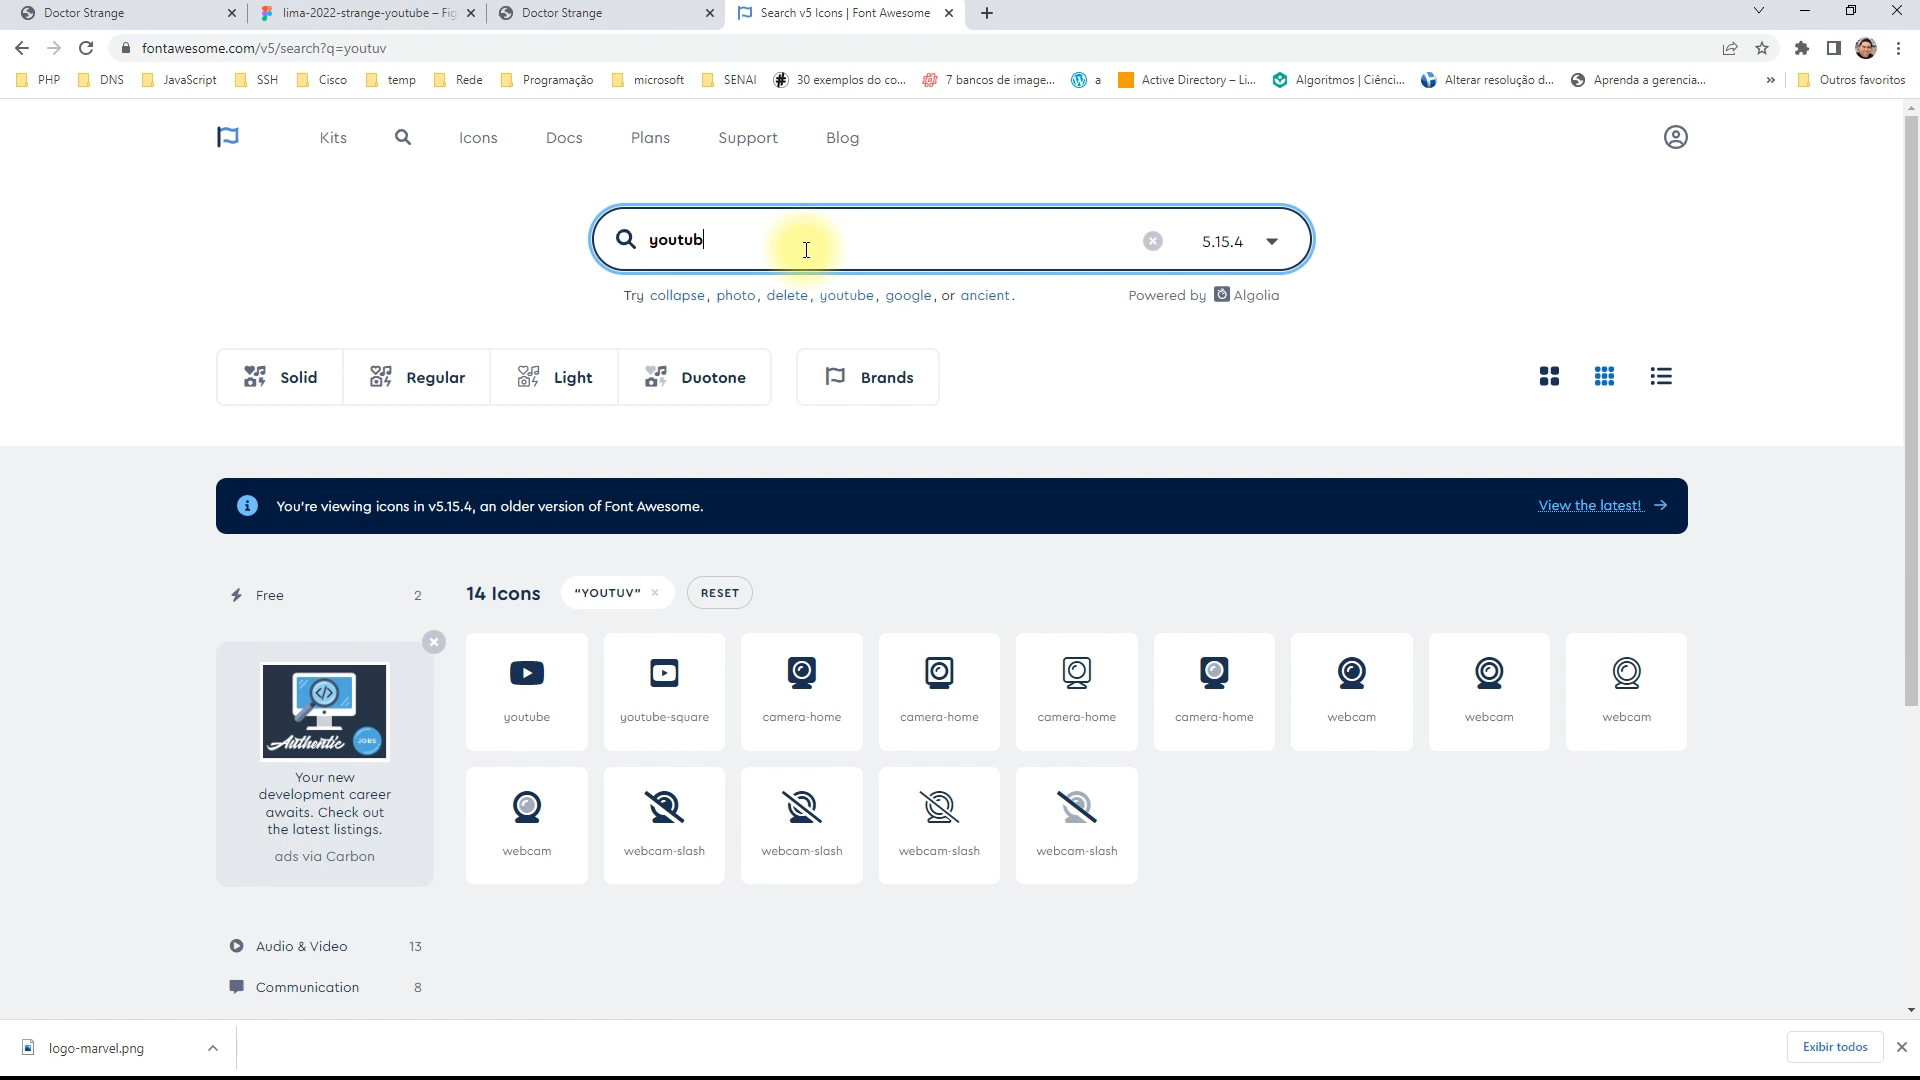 Doctor Strange
lima-2022-strange-youtube – Fig
Doctor Strange
Search v5 Icons | Font Awesome
fontawesome.com/v5/search?q=youtuv
PHP DNS JavaScript SSH Cisco temp Rede Programação microsoft SENAI 30 exemplos do co... 7 bancos de image... a Active Directory – Li... Algoritmos | Ciênci... Alterar resolução d... Aprenda a gerencia... » Outros favoritos
Kits Icons Docs Plans Support Blog
youtub 5.15.4
Try collapse, photo, delete, youtube, google, or ancient. Powered by Algolia
Solid Regular Light Duotone Brands
You're viewing icons in v5.15.4, an older version of Font Awesome. View the latest!
Free 2
14 Icons "YOUTUV" RESET
youtube youtube-square camera-home camera-home camera-home camera-home webcam webcam webcam
Authentic JOBS
Your new
development career
awaits. Check out
the latest listings.
ads via Carbon
webcam webcam-slash webcam-slash webcam-slash webcam-slash
Audio & Video 13
Communication 8
logo-marvel.png
Exibir todos